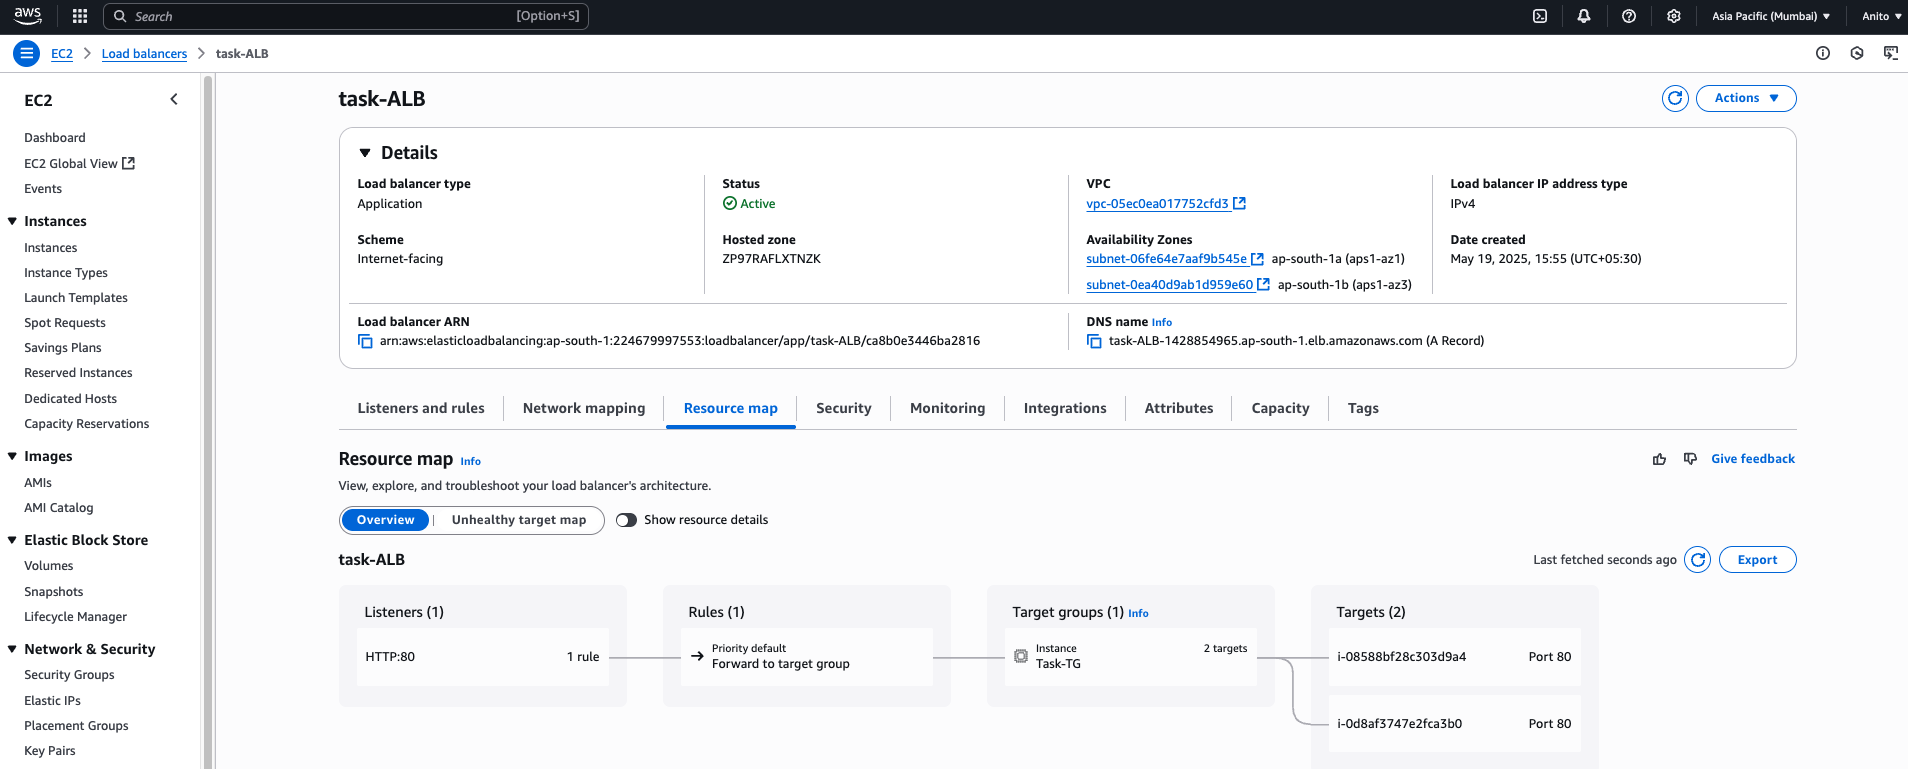 aws
Search [Option+S]
Asia Pacific (Mumbai) ▼ Anito ▼
EC2 > Load balancers > task-ALB
EC2
Dashboard
EC2 Global View
Events
Instances
Instances
Instance Types
Launch Templates
Spot Requests
Savings Plans
Reserved Instances
Dedicated Hosts
Capacity Reservations
Images
AMIs
AMI Catalog
Elastic Block Store
Volumes
Snapshots
Lifecycle Manager
Network & Security
Security Groups
Elastic IPs
Placement Groups
Key Pairs
task-ALB
Actions ▼
Details
Load balancer type
Application
Status
Active
VPC
vpc-05ec0ea017752cfd3
Load balancer IP address type
IPv4
Scheme
Internet-facing
Hosted zone
ZP97RAFLXTNZK
Availability Zones
subnet-06fe64e7aaf9b545e ap-south-1a (aps1-az1)
subnet-0ea40d9ab1d959e60 ap-south-1b (aps1-az3)
Date created
May 19, 2025, 15:55 (UTC+05:30)
Load balancer ARN
arn:aws:elasticloadbalancing:ap-south-1:224679997553:loadbalancer/app/task-ALB/ca8b0e3446ba2816
DNS name Info
task-ALB-1428854965.ap-south-1.elb.amazonaws.com (A Record)
Listeners and rules Network mapping Resource map Security Monitoring Integrations Attributes Capacity Tags
Resource map Info
Give feedback
View, explore, and troubleshoot your load balancer's architecture.
Overview Unhealthy target map Show resource details
task-ALB
Last fetched seconds ago Export
Listeners (1)
HTTP:80 1 rule
Rules (1)
Priority default
Forward to target group
Target groups (1) Info
Instance 2 targets
Task-TG
Targets (2)
i-08588bf28c303d9a4 Port 80
i-0d8af3747e2fca3b0 Port 80